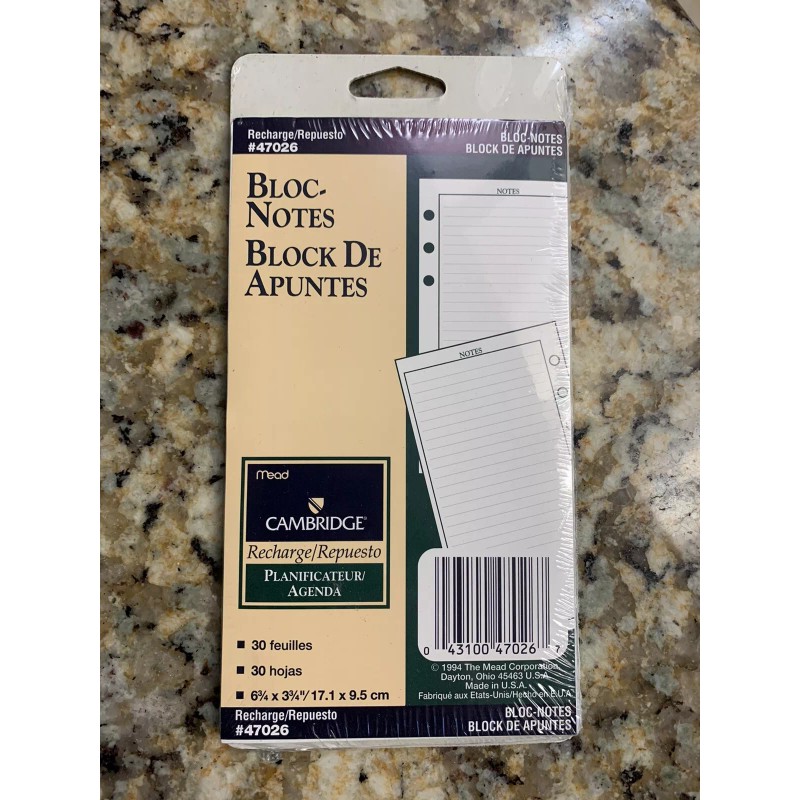 Recharge/Repuesto
#47026
BLOC-NOTES
BLOCK DE APUNTES
BLOC-
NOTES
BLOCK DE
APUNTES
NOTES
NOTES
Mead
CAMBRIDGE®
Recharge/Repuesto
PLANIFICATEUR/
AGENDA
30 feuilles
30 hojas
6¾ x 3¾"/17.1 x 9.5 cm
0 43100 47026 7
© 1994 The Mead Corporation
Dayton, Ohio 45463 U.S.A.
Made in U.S.A.
Fabriqué aux Etats-Unis/Hecho en E.U.A.
Recharge/Repuesto
#47026
BLOC-NOTES
BLOCK DE APUNTES